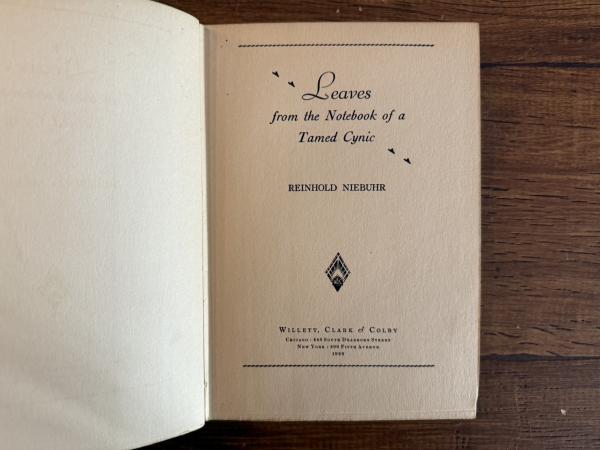 Leaves
from the Notebook of a
Tamed Cynic
REINHOLD NIEBUHR
WILLETT, CLARK & COLBY
CHICAGO : 440 SOUTH DEARBORN STREET
NEW YORK : 200 FIFTH AVENUE
1929